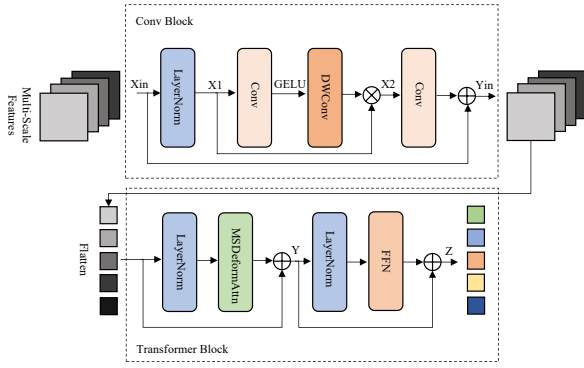 Conv Block
Multi-Scale
Features
Xin
LayerNorm
X1
Conv
GELU
DWConv
X2
Conv
Yin
Flatten
LayerNorm
MSDeformAttn
Y
LayerNorm
FFN
Z
Transformer Block